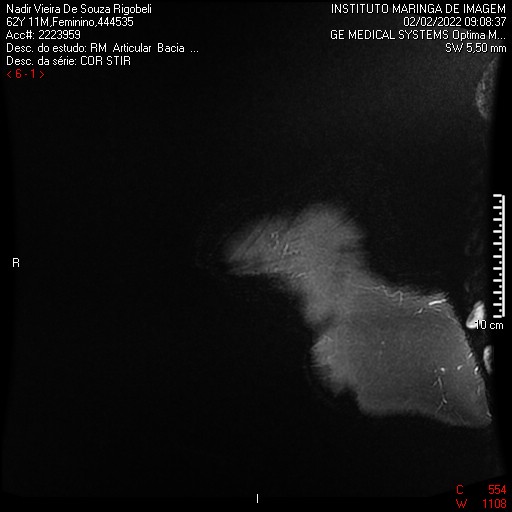 Nadir Vieira De Souza Rigobeli
62Y 11M,Feminino,444535
Acc#: 2223959
Desc. do estudo: RM Articular Bacia ...
Desc. da série: COR STIR
< 6 - 1 >
INSTITUTO MARINGA DE IMAGEM
02/02/2022 09:08:37
GE MEDICAL SYSTEMS Optima M...
SW 5,50 mm
R
10 cm
I
C 554
W 1108